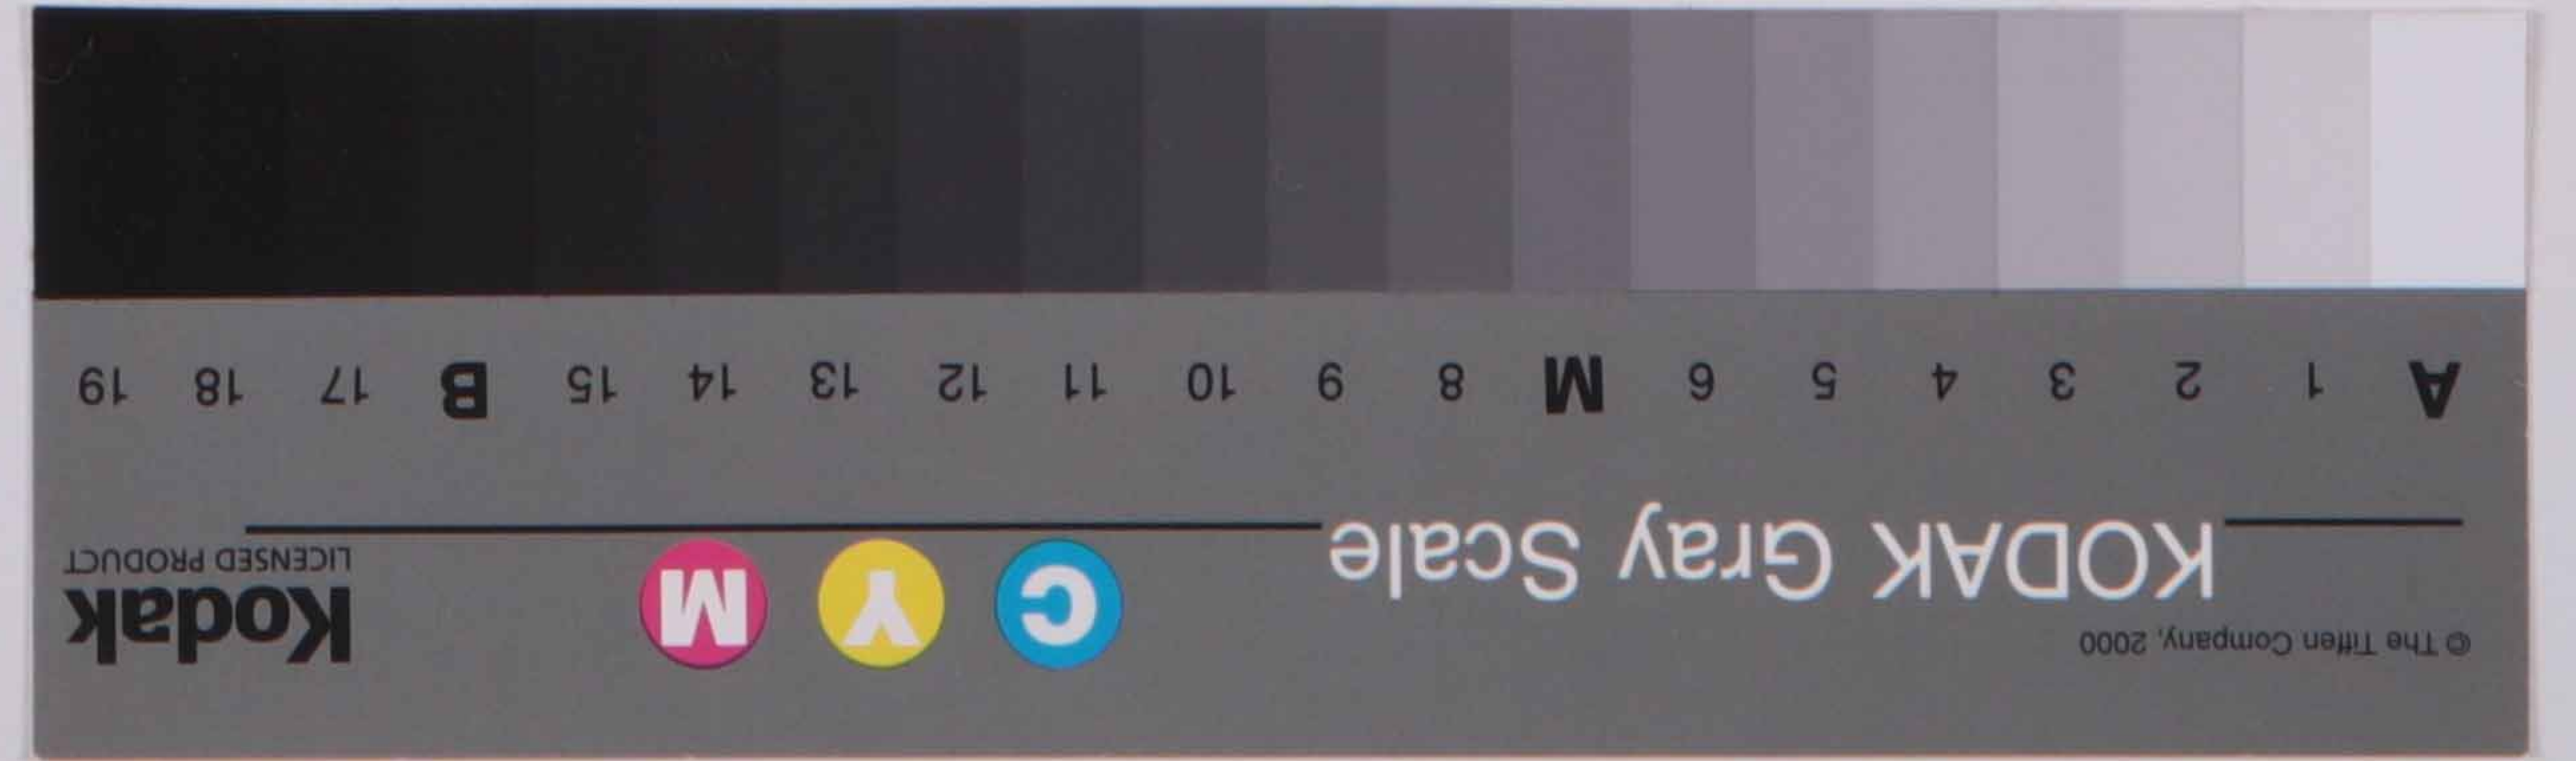 © The Tiffen Company, 2000
KODAK Gray Scale
C Y M
Kodak
LICENSED PRODUCT
A 1 2 3 4 5 6 M 8 9 10 11 12 13 14 15 B 17 18 19